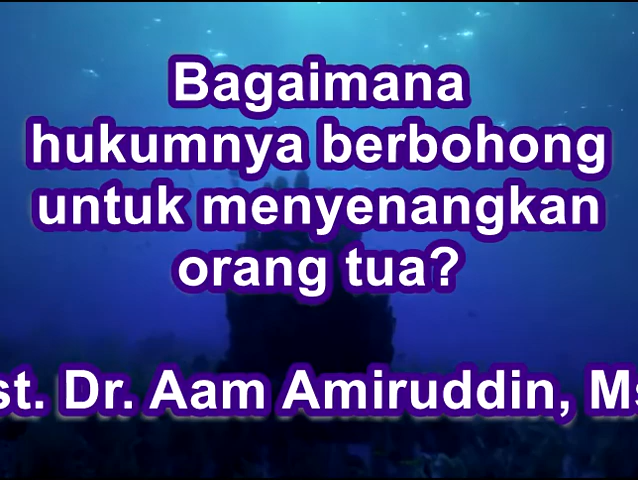 Bagaimana
hukumnya berbohong
untuk menyenangkan
orang tua?
st. Dr. Aam Amiruddin, Ms